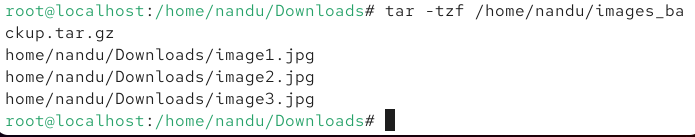 root@localhost:/home/nandu/Downloads# tar -tzf /home/nandu/images_ba
ckup.tar.gz
home/nandu/Downloads/image1.jpg
home/nandu/Downloads/image2.jpg
home/nandu/Downloads/image3.jpg
root@localhost:/home/nandu/Downloads#